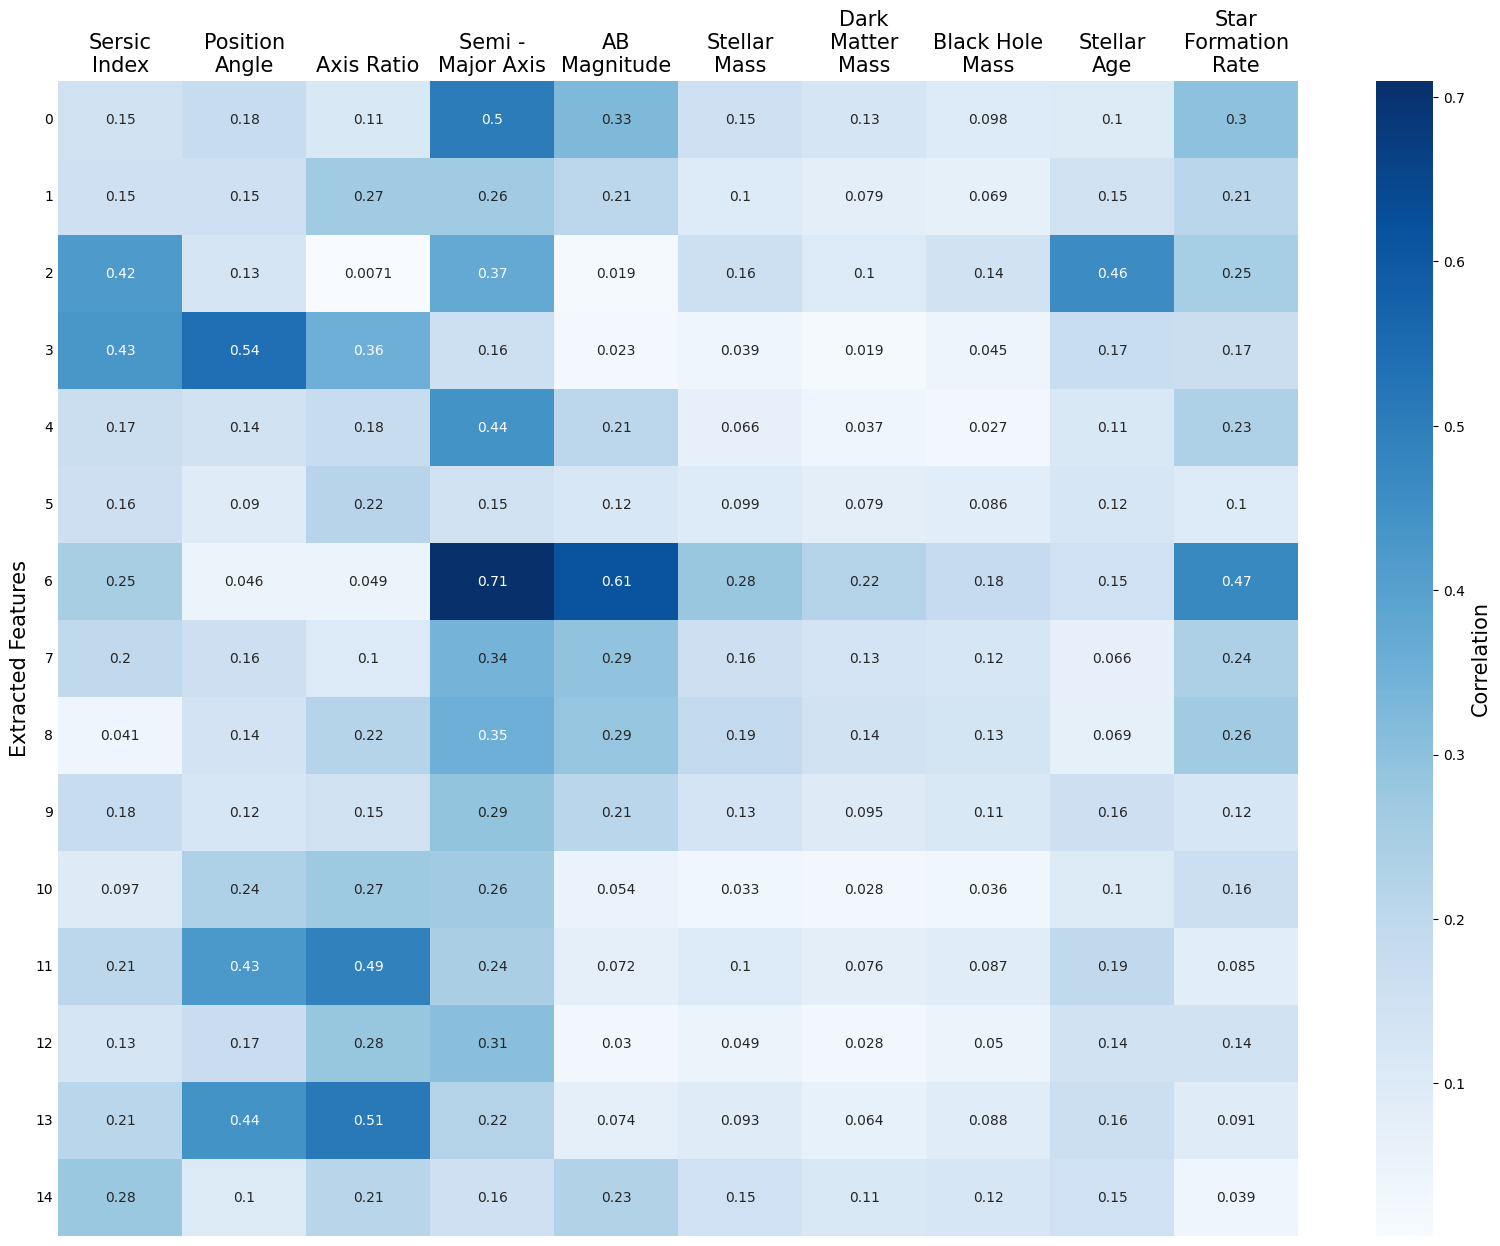 Dark
Star
Sersic Position Semi - AB Stellar Matter Black Hole Stellar Formation
Index Angle Axis Ratio Major Axis Magnitude Mass Mass Mass Age Rate
0 0.15 0.18 0.11 0.5 0.33 0.15 0.13 0.098 0.1 0.3
1 0.15 0.15 0.27 0.26 0.21 0.1 0.079 0.069 0.15 0.21
2 0.42 0.13 0.0071 0.37 0.019 0.16 0.1 0.14 0.46 0.25
3 0.43 0.54 0.36 0.16 0.023 0.039 0.019 0.045 0.17 0.17
4 0.17 0.14 0.18 0.44 0.21 0.066 0.037 0.027 0.11 0.23
5 0.16 0.09 0.22 0.15 0.12 0.099 0.079 0.086 0.12 0.1
6 0.25 0.046 0.049 0.71 0.61 0.28 0.22 0.18 0.15 0.47
7 0.2 0.16 0.1 0.34 0.29 0.16 0.13 0.12 0.066 0.24
8 0.041 0.14 0.22 0.35 0.29 0.19 0.14 0.13 0.069 0.26
9 0.18 0.12 0.15 0.29 0.21 0.13 0.095 0.11 0.16 0.12
10 0.097 0.24 0.27 0.26 0.054 0.033 0.028 0.036 0.1 0.16
11 0.21 0.43 0.49 0.24 0.072 0.1 0.076 0.087 0.19 0.085
12 0.13 0.17 0.28 0.31 0.03 0.049 0.028 0.05 0.14 0.14
13 0.21 0.44 0.51 0.22 0.074 0.093 0.064 0.088 0.16 0.091
14 0.28 0.1 0.21 0.16 0.23 0.15 0.11 0.12 0.15 0.039
Extracted Features
0.7
0.6
0.5
0.4
0.3
0.2
0.1
Correlation